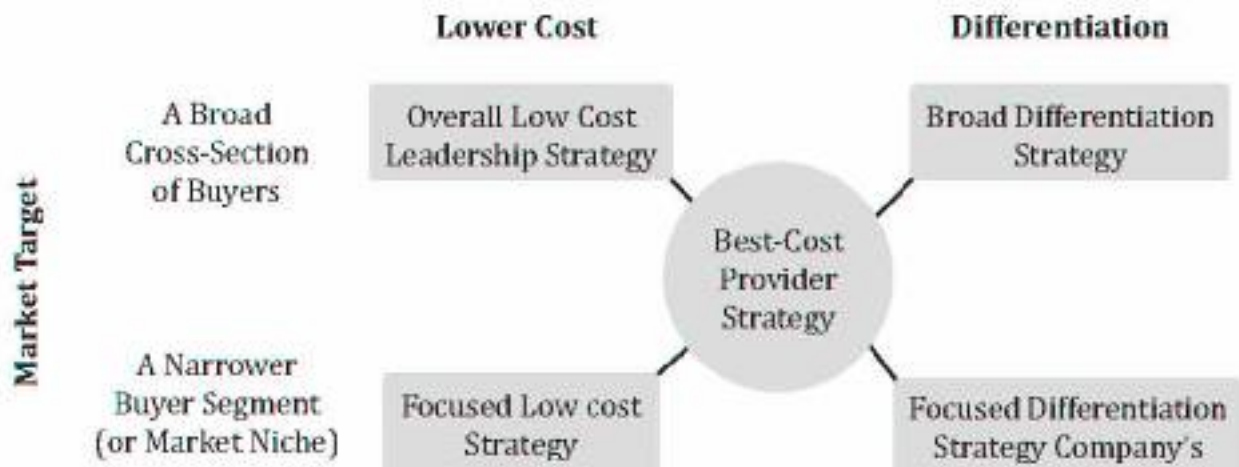 Lower Cost
Differentiation
A Broad
Cross-Section
of Buyers
Overall Low Cost
Leadership Strategy
Broad Differentiation
Strategy
Market Target
Best-Cost
Provider
Strategy
A Narrower
Buyer Segment
(or Market Niche)
Focused Low cost
Strategy
Focused Differentiation
Strategy Company's